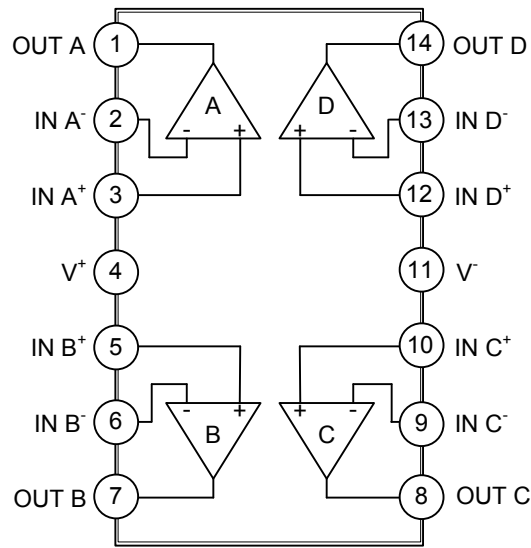 OUT A 1 14 OUT D
A D
IN A- 2 - + + - 13 IN D-
IN A+ 3 12 IN D+
V+ 4 11 V-
IN B+ 5 10 IN C+
IN B- 6 - + + - 9 IN C-
B C
OUT B 7 8 OUT C